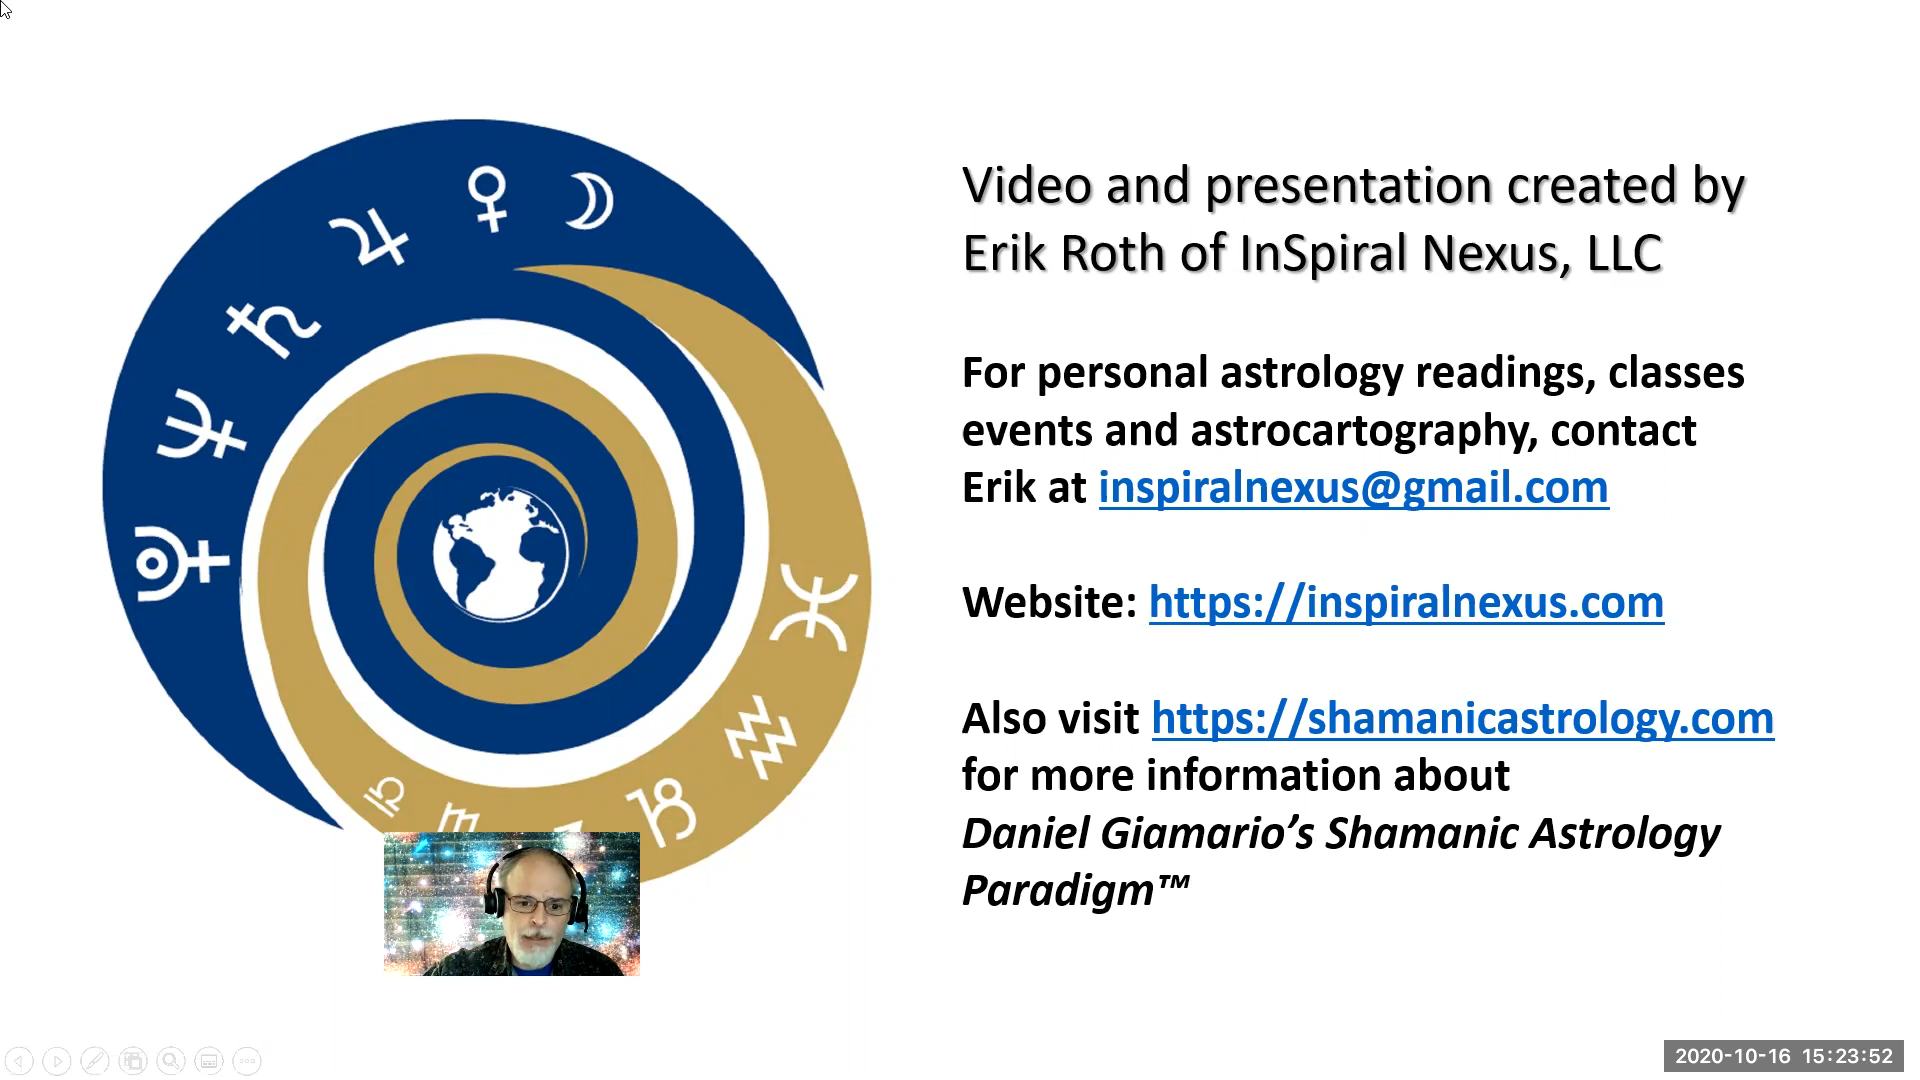 Video and presentation created by
Erik Roth of InSpiral Nexus, LLC
For personal astrology readings, classes
events and astrocartography, contact
Erik at inspiralnexus@gmail.com
Website: https://inspiralnexus.com
Also visit https://shamanicastrology.com
for more information about
Daniel Giamario’s Shamanic Astrology
Paradigm™
2020-10-16 15:23:52